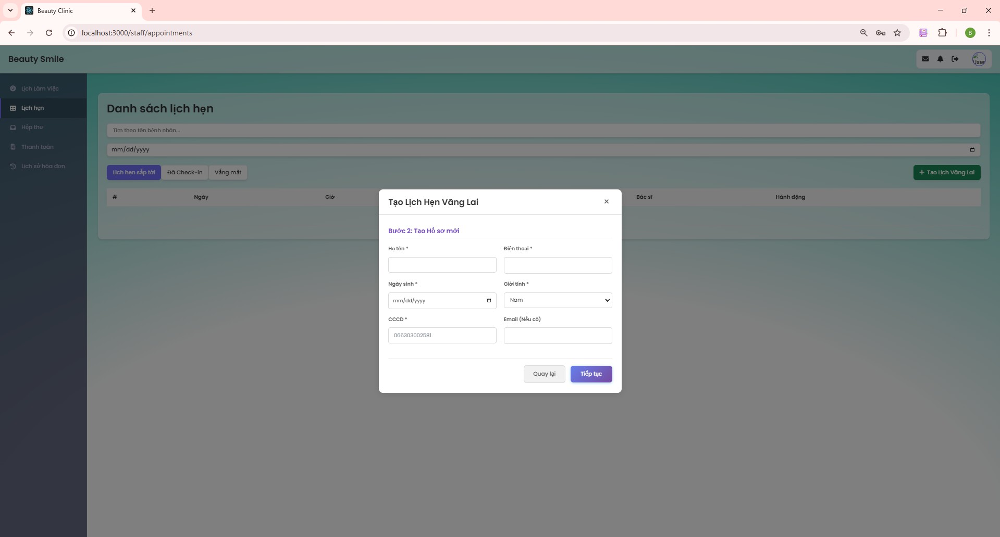 Beauty Clinic
localhost:3000/staff/appointments
B
Beauty Smile
User
Lịch Làm Việc
Lịch hẹn
Hộp thư
Thanh toán
Lịch sử hóa đơn
Danh sách lịch hẹn
Tìm theo tên bệnh nhân...
mm/dd/yyyy
Lịch hẹn sắp tới Đã Check-in Vắng mặt + Tạo Lịch Vãng Lai
# Ngày Giờ Bác sĩ Hành động
Tạo Lịch Hẹn Vãng Lai
Bước 2: Tạo Hồ sơ mới
Họ tên * Điện thoại *
Ngày sinh * Giới tính *
mm/dd/yyyy Nam
CCCD * Email (Nếu có)
066303002581
Quay lại Tiếp tục